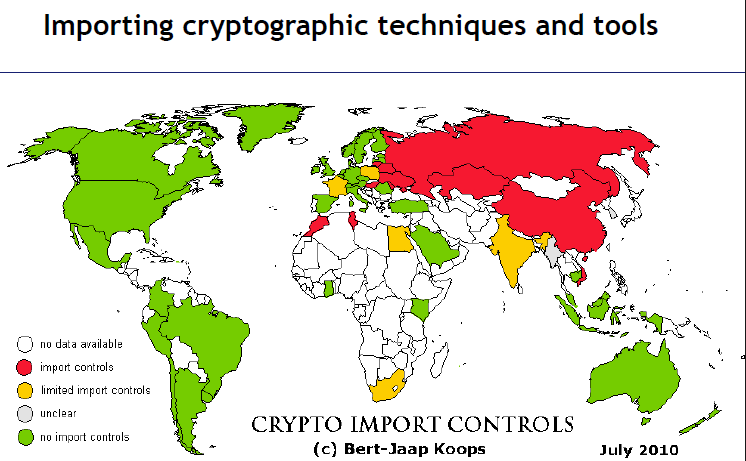 Importing cryptographic techniques and tools
no data available
import controls
limited import controls
unclear
no import controls
CRYPTO IMPORT CONTROLS
(c) Bert-Jaap Koops
July 2010